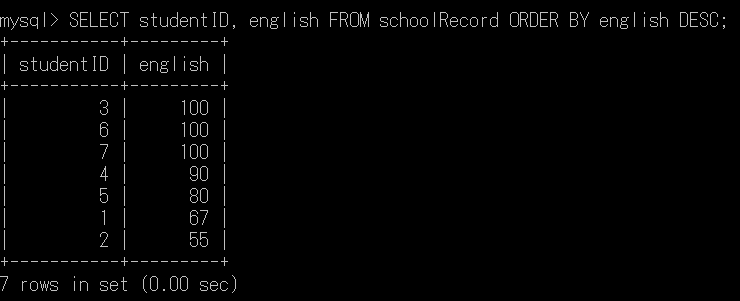 mysql> SELECT studentID, english FROM schoolRecord ORDER BY english DESC;
+-----------+---------+
| studentID | english |
+-----------+---------+
|         3 |     100 |
|         6 |     100 |
|         7 |     100 |
|         4 |      90 |
|         5 |      80 |
|         1 |      67 |
|         2 |      55 |
+-----------+---------+
7 rows in set (0.00 sec)